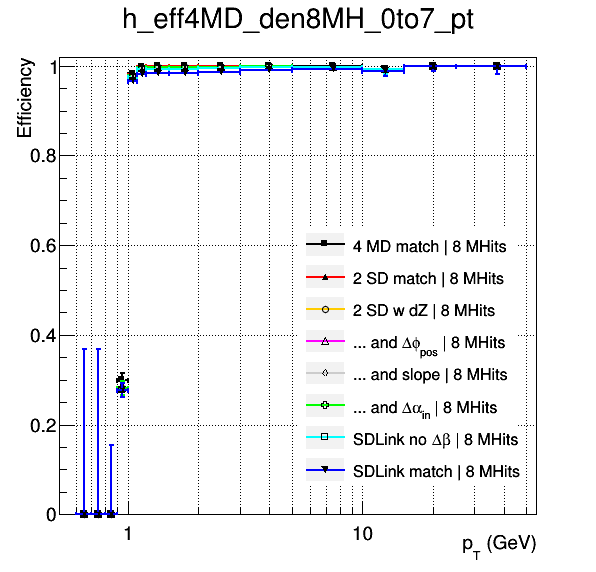 h_eff4MD_den8MH_0to7_pt
Efficiency
1
0.8
0.6
0.4
0.2
0
4 MD match | 8 MHits
2 SD match | 8 MHits
2 SD w dZ | 8 MHits
... and Δϕpos | 8 MHits
... and slope | 8 MHits
... and Δαin | 8 MHits
SDLink no Δβ | 8 MHits
SDLink match | 8 MHits
1 10
pT (GeV)